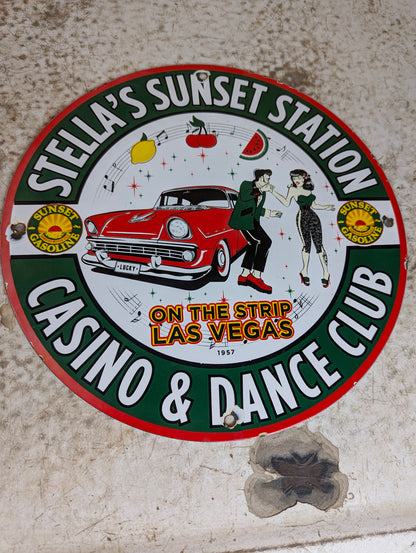 STELLA'S SUNSET STATION
SUNSET
GASOLINE
SUNSET
GASOLINE
LUCKY
ON THE STRIP
LAS VEGAS
1957
CASINO & DANCE CLUB